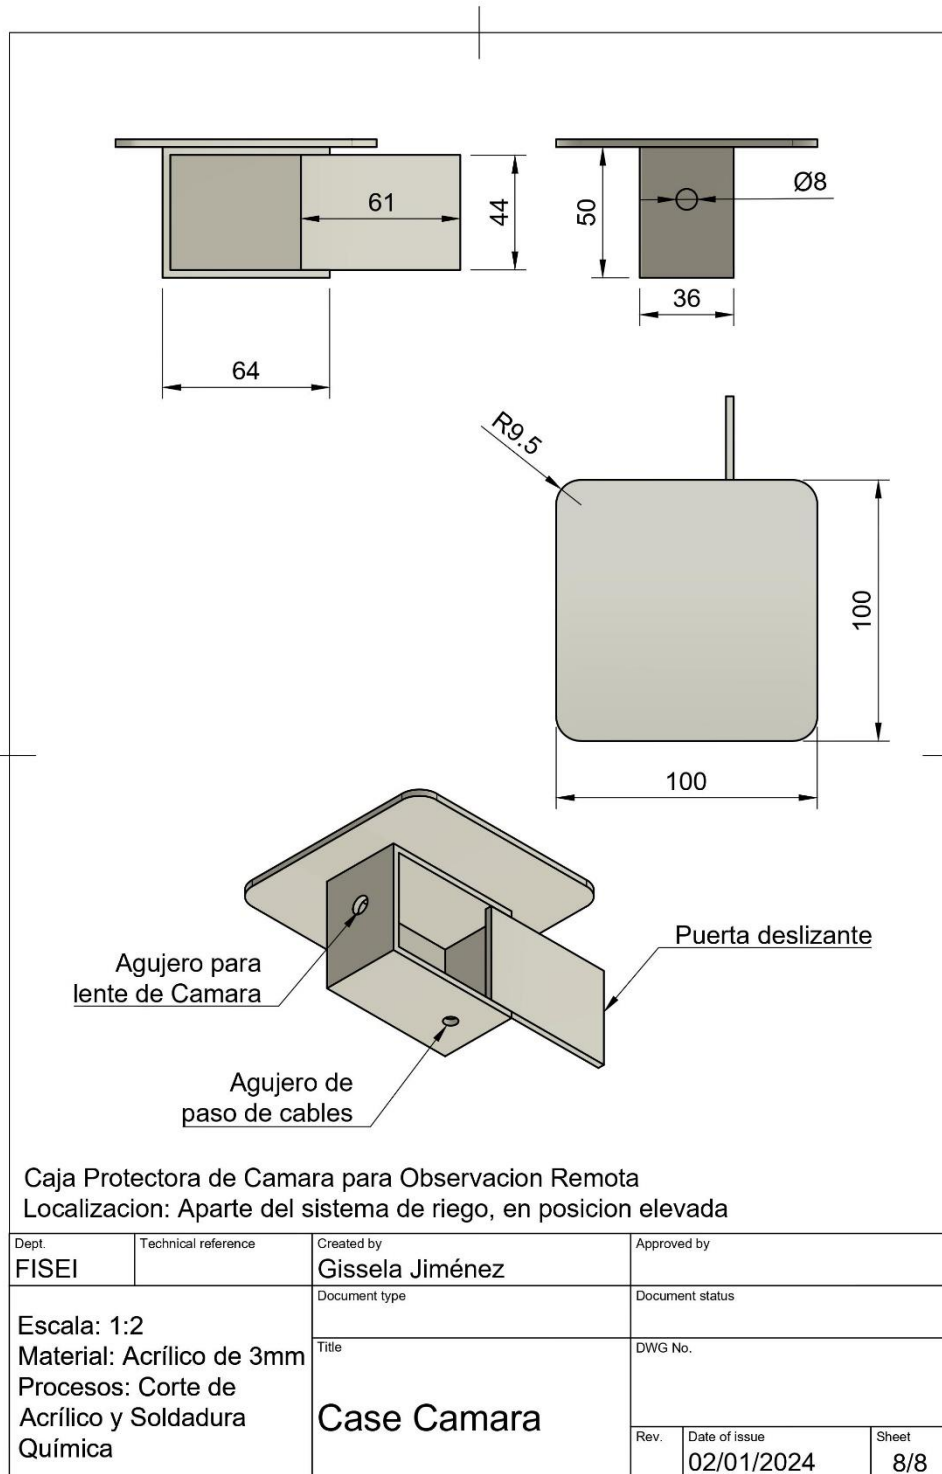 61
44
64
50
Ø8
36
R9.5
100
100
Agujero para
lente de Camara
Puerta deslizante
Agujero de
paso de cables
Caja Protectora de Camara para Observacion Remota
Localizacion: Aparte del sistema de riego, en posicion elevada
Dept.
FISEI
Technical reference
Created by
Gissela Jiménez
Approved by
Escala: 1:2
Material: Acrílico de 3mm
Procesos: Corte de
Acrílico y Soldadura
Química
Document type
Document status
Title
Case Camara
DWG No.
Rev.
Date of issue
02/01/2024
Sheet
8/8